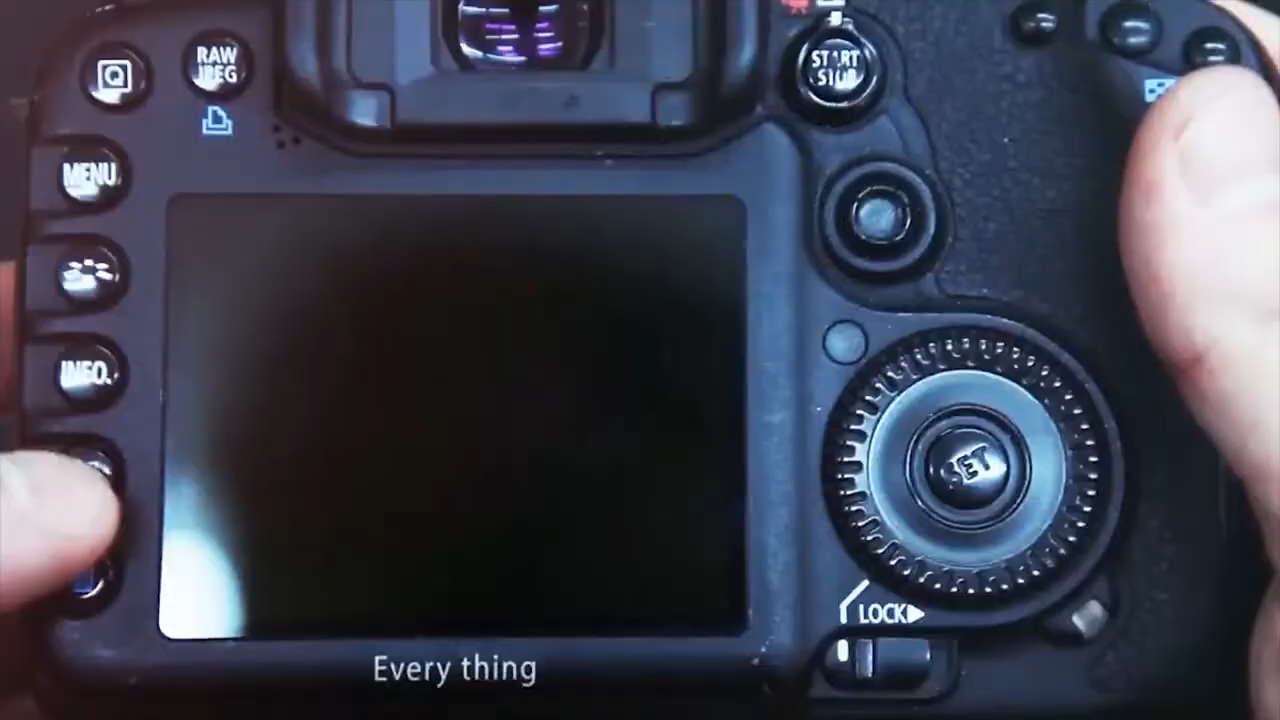 Q
RAW
JPEG
START
STOP
MENU
INFO.
SET
LOCK
Every thing